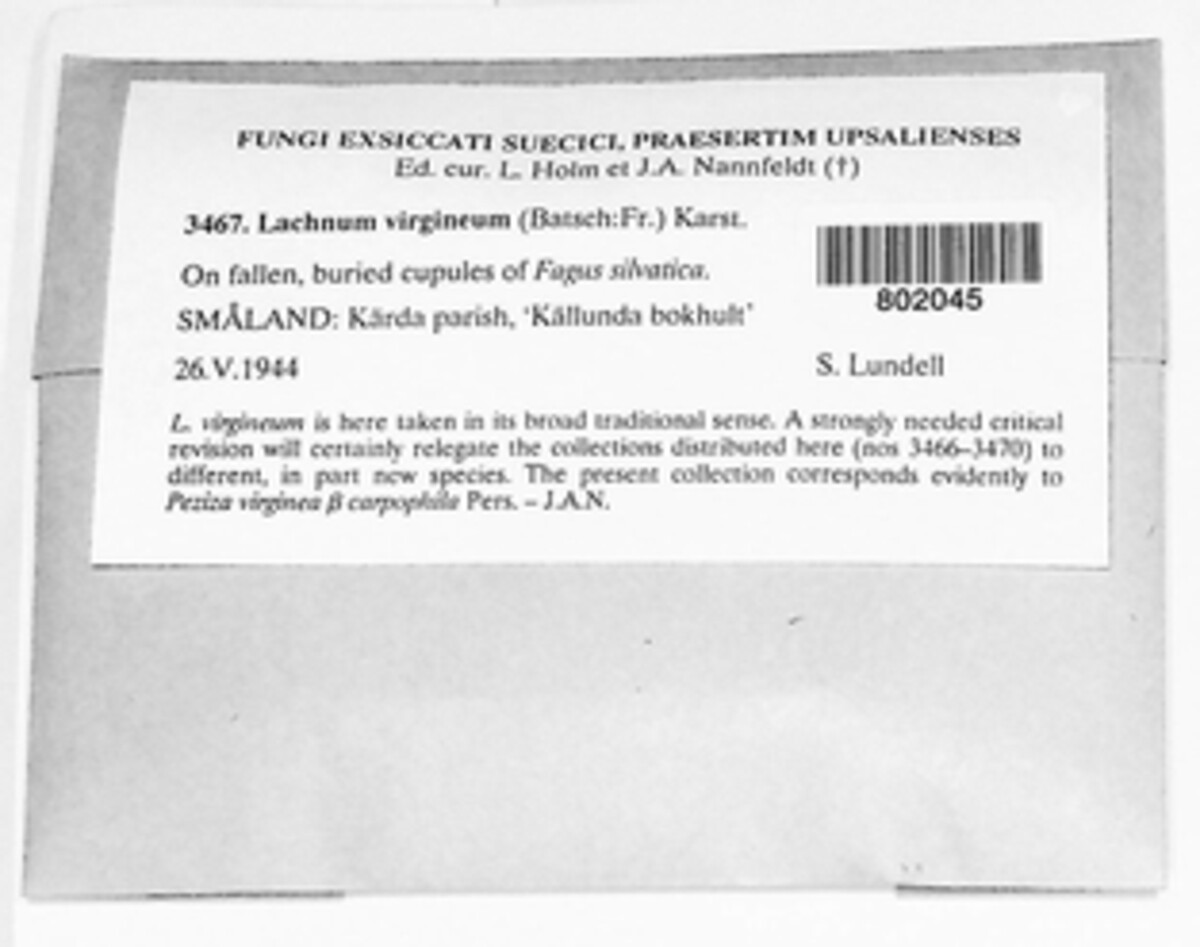 FUNGI EXSICCATI SUECICI, PRAESERTIM UPSALIENSES
Ed. cur. L. Holm et J.A. Nannfeldt (†)
3467. Lachnum virgineum (Batsch:Fr.) Karst.
On fallen, buried cupules of Fagus silvatica.
802045
SMÅLAND: Kärda parish, ‘Källunda bokhult’
26.V.1944 S. Lundell
L. virgineum is here taken in its broad traditional sense. A strongly needed critical
revision will certainly relegate the collections distributed here (nos 3466–3470) to
different, in part new species. The present collection corresponds evidently to
Peziza virginea β carpophila Pers. – J.A.N.